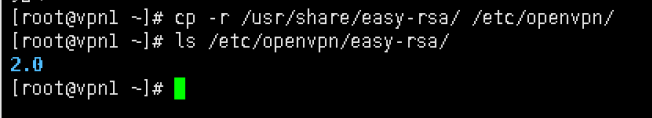 [root@vpn1 ~]# cp -r /usr/share/easy-rsa/ /etc/openvpn/
[root@vpn1 ~]# ls /etc/openvpn/easy-rsa/
2.0
[root@vpn1 ~]#